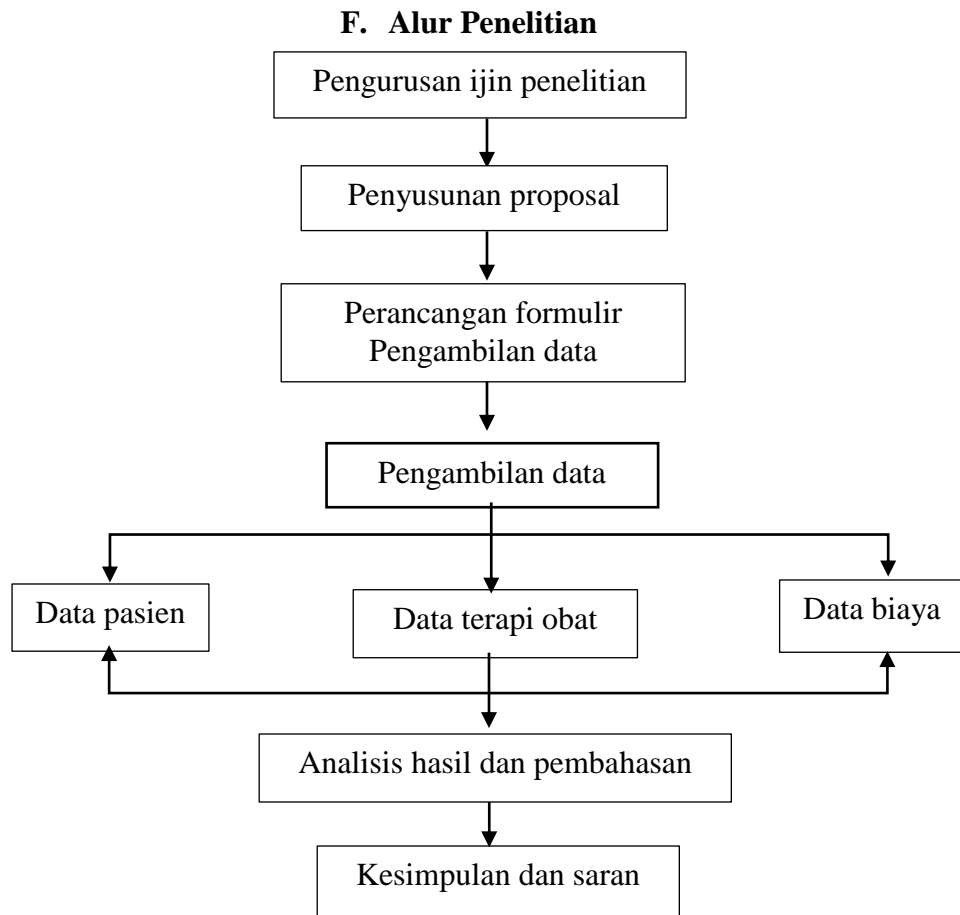 F. Alur Penelitian
Pengurusan ijin penelitian
Penyusunan proposal
Perancangan formulir
Pengambilan data
Pengambilan data
Data pasien
Data terapi obat
Data biaya
Analisis hasil dan pembahasan
Kesimpulan dan saran